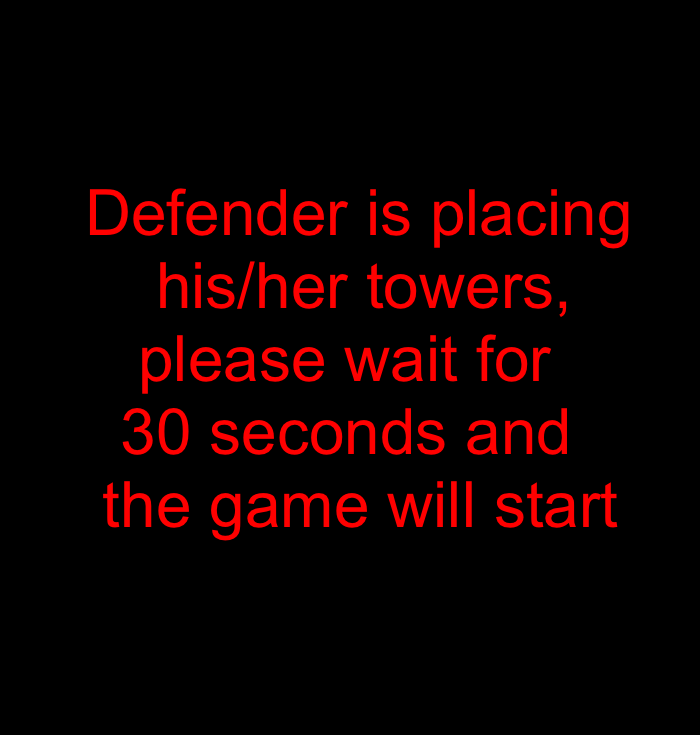 Defender is placing
his/her towers,
please wait for
30 seconds and
the game will start